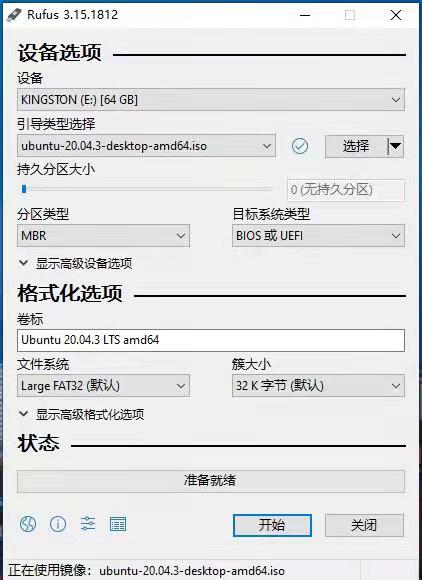 Rufus 3.15.1812
设备选项
设备
KINGSTON (E:) [64 GB]
引导类型选择
ubuntu-20.04.3-desktop-amd64.iso
选择
持久分区大小
0 (无持久分区)
分区类型 目标系统类型
MBR BIOS 或 UEFI
显示高级设备选项
格式化选项
卷标
Ubuntu 20.04.3 LTS amd64
文件系统 簇大小
Large FAT32 (默认) 32 K 字节 (默认)
显示高级格式化选项
状态
准备就绪
开始 关闭
正在使用镜像: ubuntu-20.04.3-desktop-amd64.iso